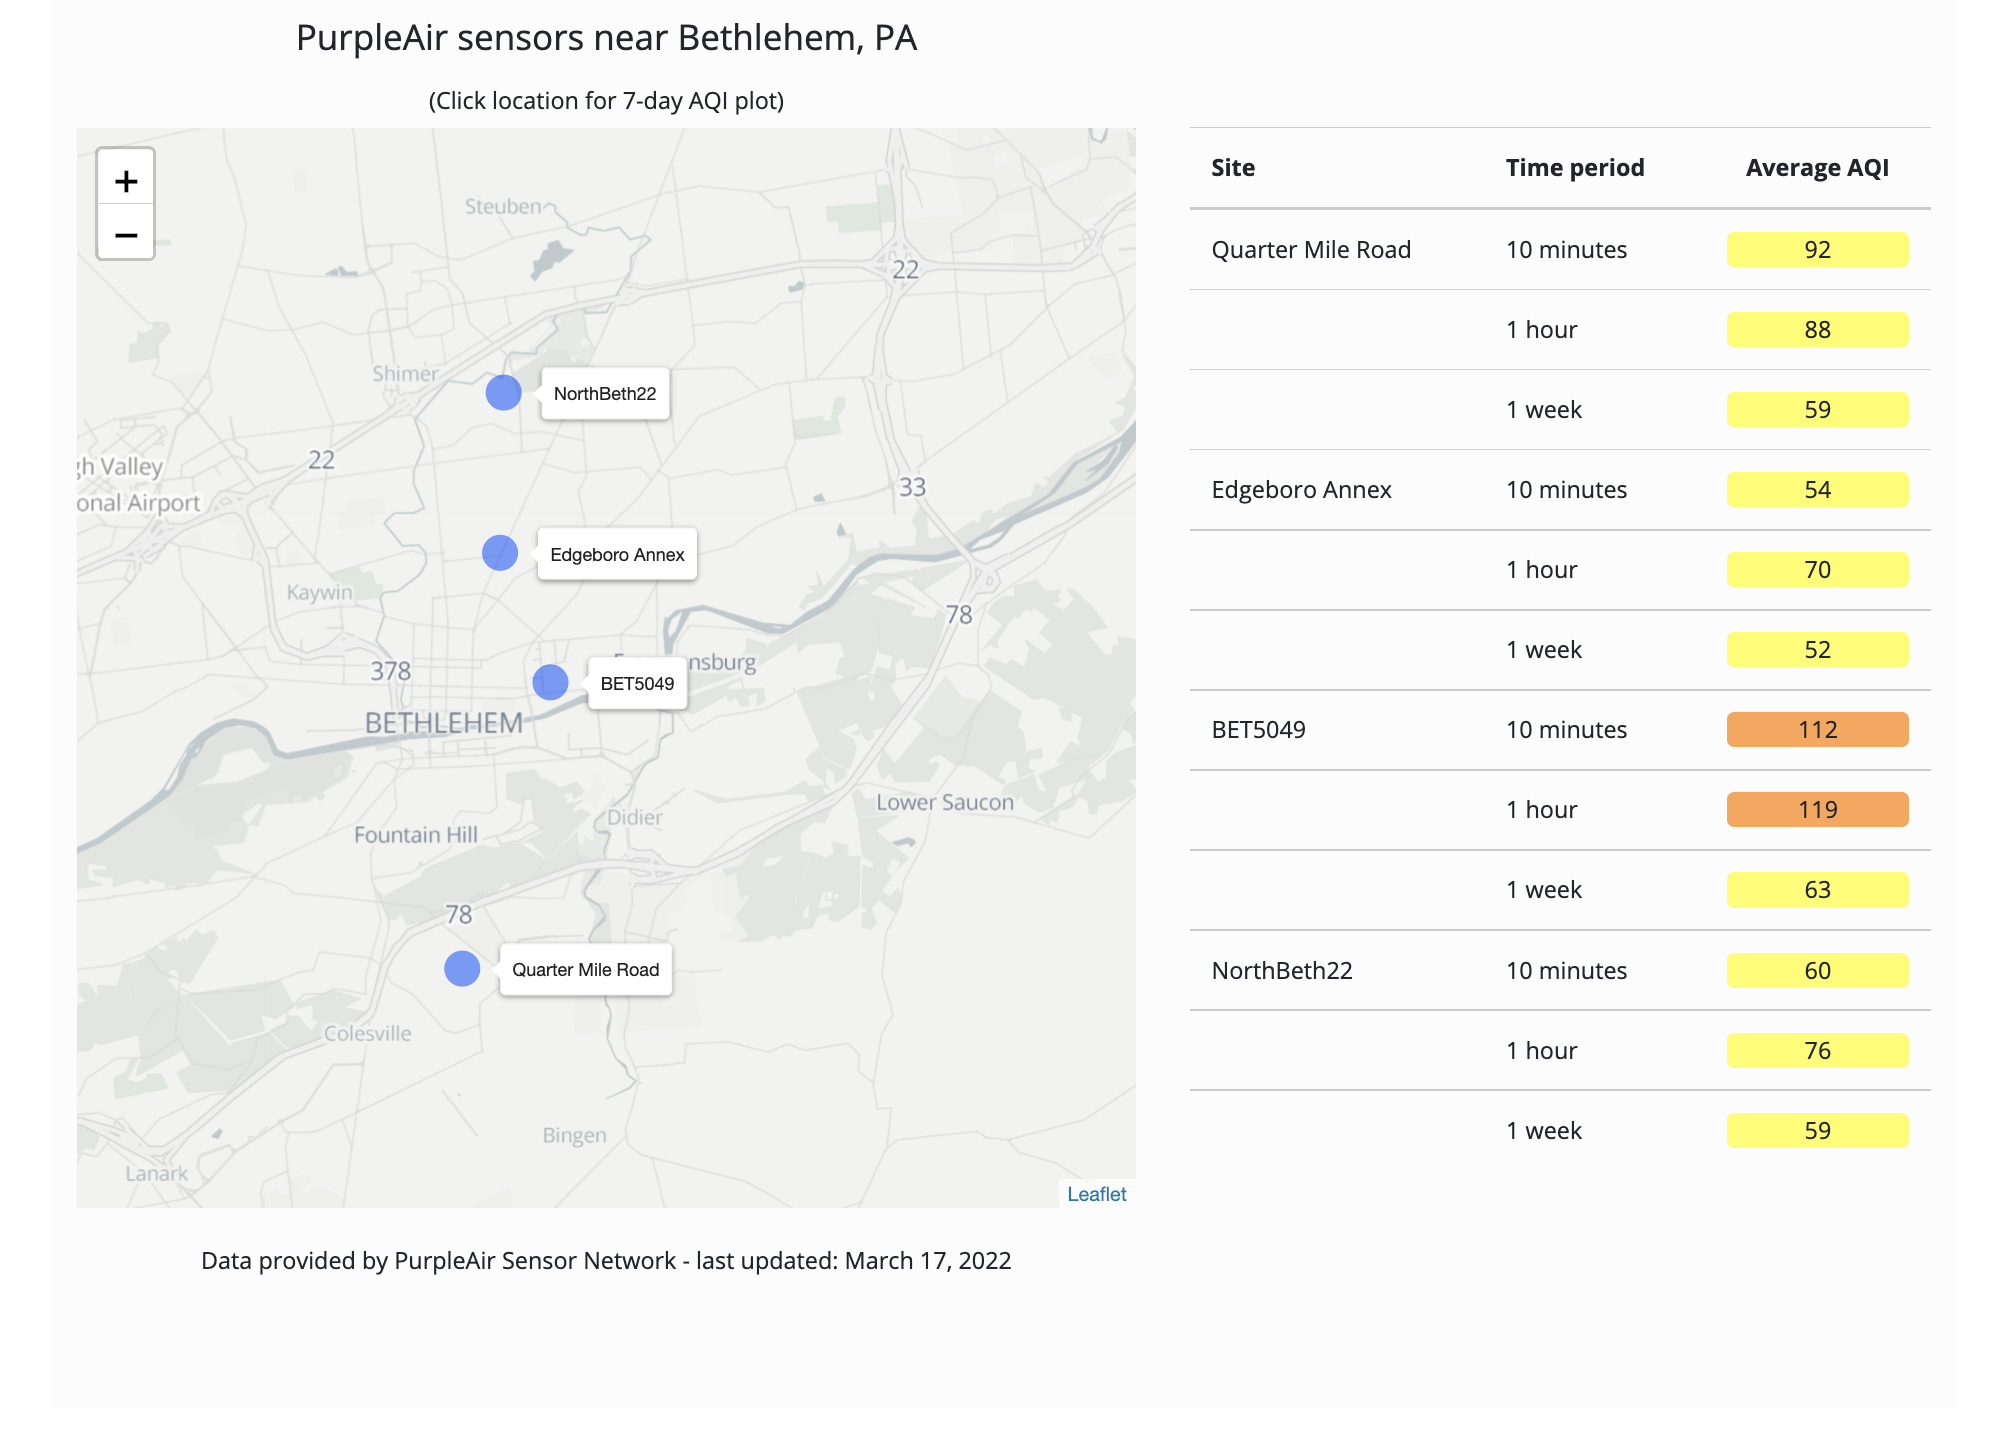 PurpleAir sensors near Bethlehem, PA
(Click location for 7-day AQI plot)
+
−
Steuben
22
Shimer
NorthBeth22
22
gh Valley
onal Airport
33
Edgeboro Annex
Kaywin
78
378
nsburg
BET5049
BETHLEHEM
Lower Saucon
Didier
Fountain Hill
78
Quarter Mile Road
Colesville
Bingen
Lanark
Leaflet
Data provided by PurpleAir Sensor Network - last updated: March 17, 2022
Site Time period Average AQI
Quarter Mile Road 10 minutes 92
1 hour 88
1 week 59
Edgeboro Annex 10 minutes 54
1 hour 70
1 week 52
BET5049 10 minutes 112
1 hour 119
1 week 63
NorthBeth22 10 minutes 60
1 hour 76
1 week 59